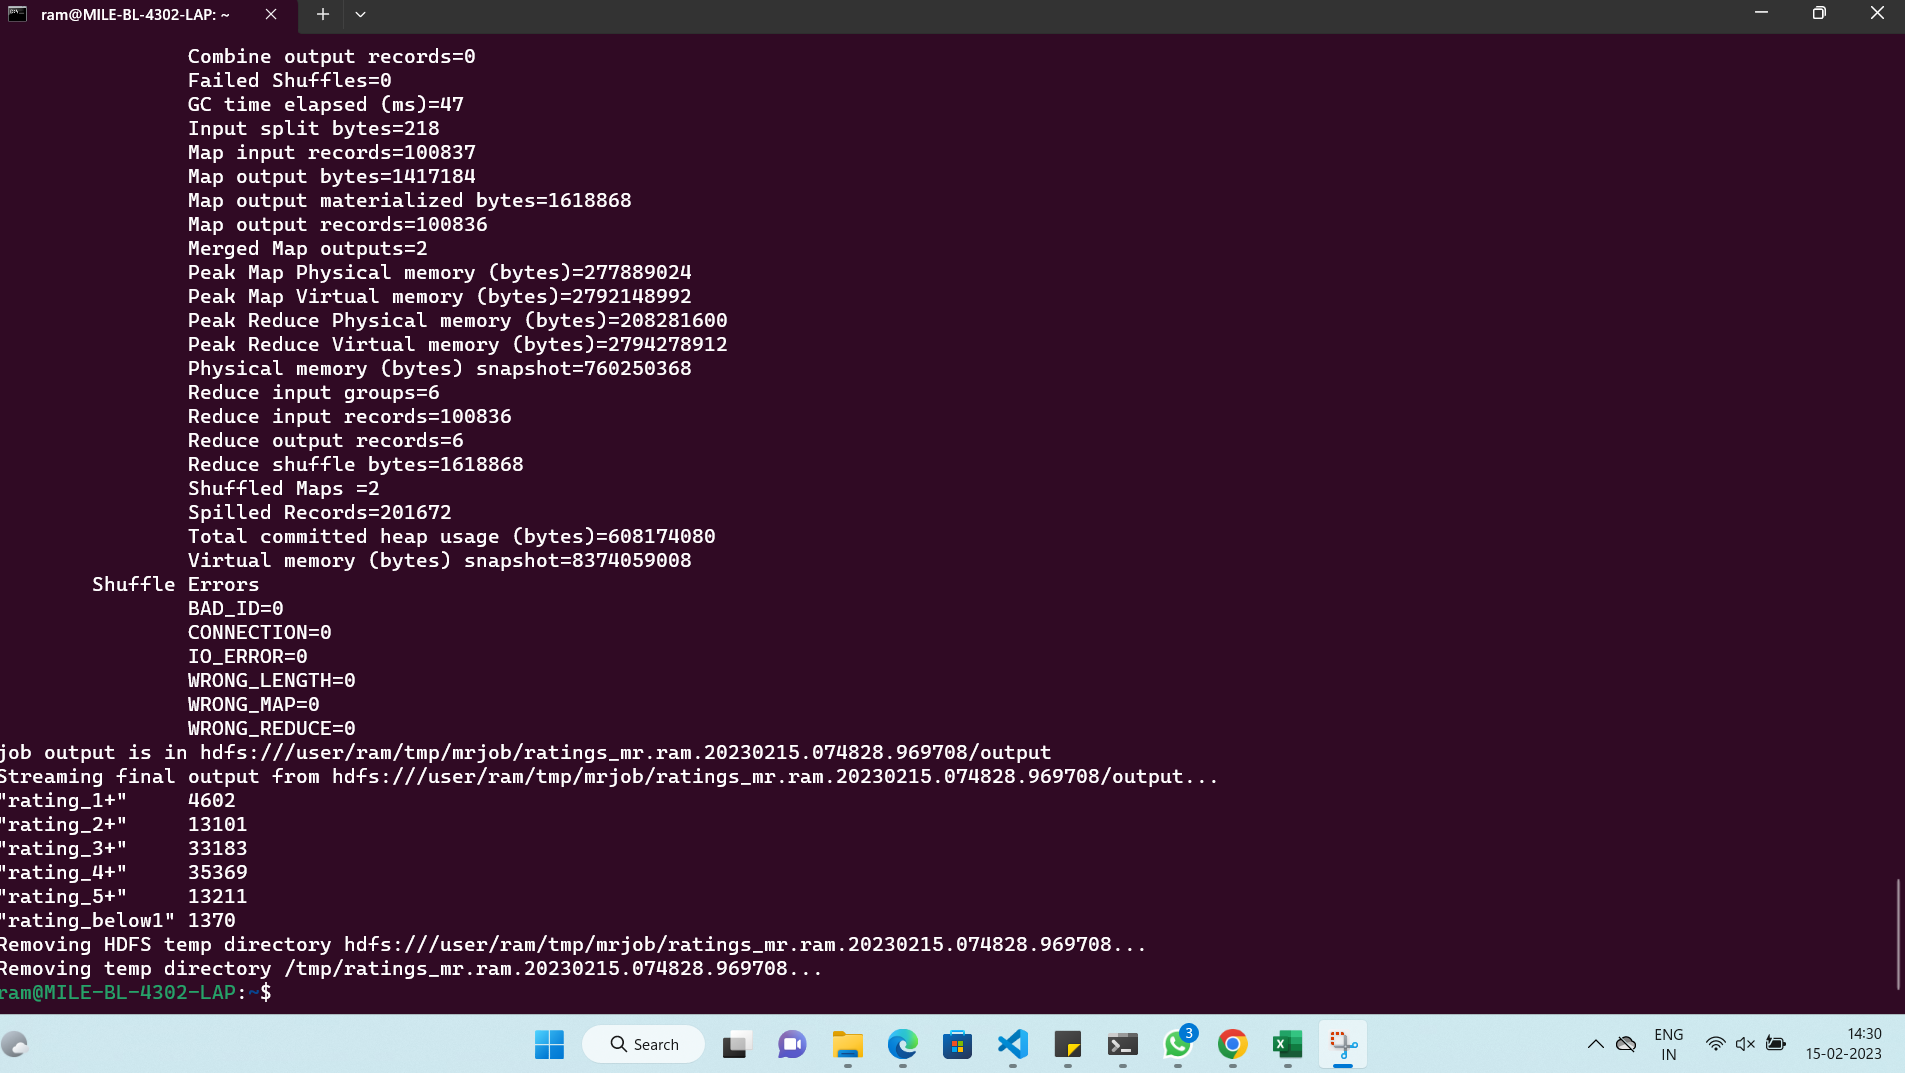 ram@MILE-BL-4302-LAP: ~
Combine output records=0
Failed Shuffles=0
GC time elapsed (ms)=47
Input split bytes=218
Map input records=100837
Map output bytes=1417184
Map output materialized bytes=1618868
Map output records=100836
Merged Map outputs=2
Peak Map Physical memory (bytes)=277889024
Peak Map Virtual memory (bytes)=2792148992
Peak Reduce Physical memory (bytes)=208281600
Peak Reduce Virtual memory (bytes)=2794278912
Physical memory (bytes) snapshot=760250368
Reduce input groups=6
Reduce input records=100836
Reduce output records=6
Reduce shuffle bytes=1618868
Shuffled Maps =2
Spilled Records=201672
Total committed heap usage (bytes)=608174080
Virtual memory (bytes) snapshot=8374059008
Shuffle Errors
BAD_ID=0
CONNECTION=0
IO_ERROR=0
WRONG_LENGTH=0
WRONG_MAP=0
WRONG_REDUCE=0
job output is in hdfs:///user/ram/tmp/mrjob/ratings_mr.ram.20230215.074828.969708/output
Streaming final output from hdfs:///user/ram/tmp/mrjob/ratings_mr.ram.20230215.074828.969708/output...
"rating_1+" 4602
"rating_2+" 13101
"rating_3+" 33183
"rating_4+" 35369
"rating_5+" 13211
"rating_below1" 1370
Removing HDFS temp directory hdfs:///user/ram/tmp/mrjob/ratings_mr.ram.20230215.074828.969708...
Removing temp directory /tmp/ratings_mr.ram.20230215.074828.969708...
ram@MILE-BL-4302-LAP:~$
Search
3
ENG
IN
14:30
15-02-2023